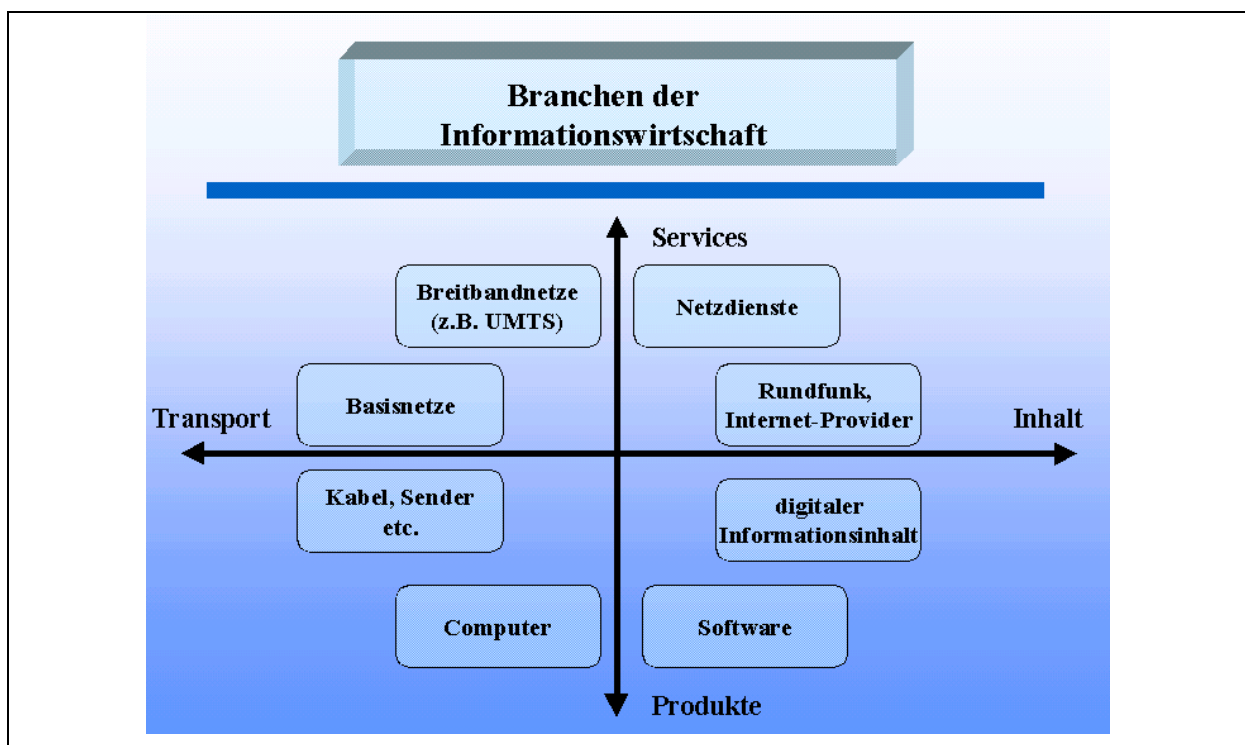 Branchen der
Informationswirtschaft
Services
Breitbandnetze
(z.B. UMTS)
Netzdienste
Transport
Basisnetze
Rundfunk,
Internet-Provider
Inhalt
Kabel, Sender
etc.
digitaler
Informationsinhalt
Computer
Software
Produkte